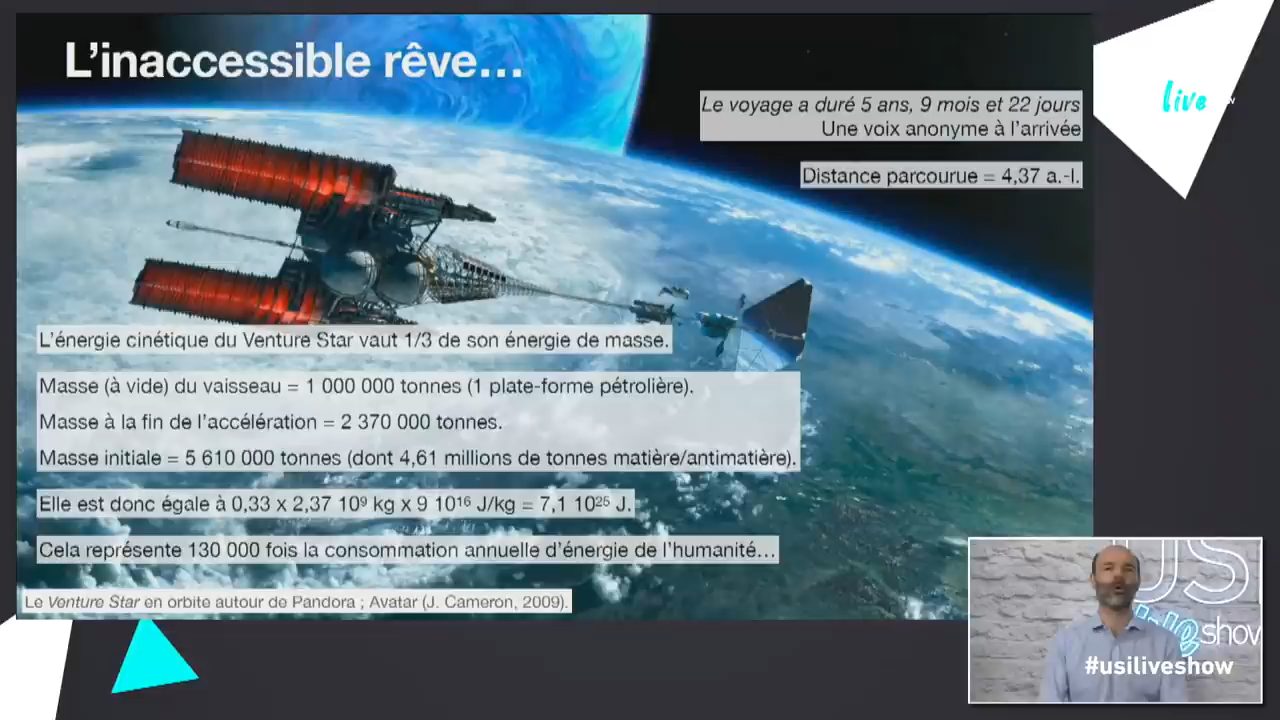 L'inaccessible rêve…
live
Le voyage a duré 5 ans, 9 mois et 22 jours
Une voix anonyme à l'arrivée
Distance parcourue = 4,37 a.-l.
L'énergie cinétique du Venture Star vaut 1/3 de son énergie de masse.
Masse (à vide) du vaisseau = 1 000 000 tonnes (1 plate-forme pétrolière).
Masse à la fin de l'accélération = 2 370 000 tonnes.
Masse initiale = 5 610 000 tonnes (dont 4,61 millions de tonnes matière/antimatière).
Elle est donc égale à 0,33 x 2,37 10⁹ kg x 9 10¹⁶ J/kg = 7,1 10²⁵ J.
Cela représente 130 000 fois la consommation annuelle d'énergie de l'humanité…
Le Venture Star en orbite autour de Pandora ; Avatar (J. Cameron, 2009).
US
live show
#usiliveshow